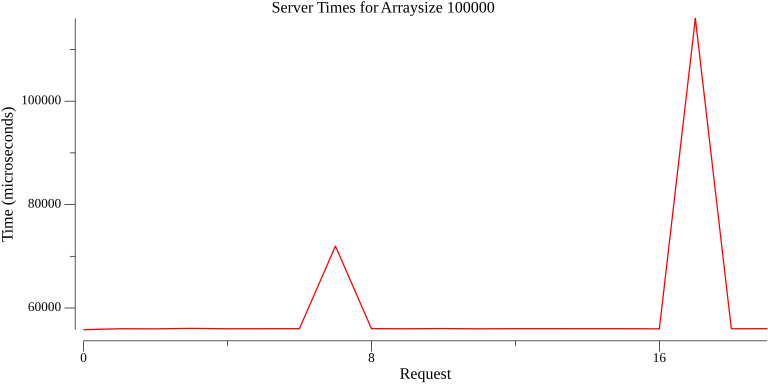 Server Times for Arraysize 100000
Time (microseconds)
100000
80000
60000
0 8 16
Request